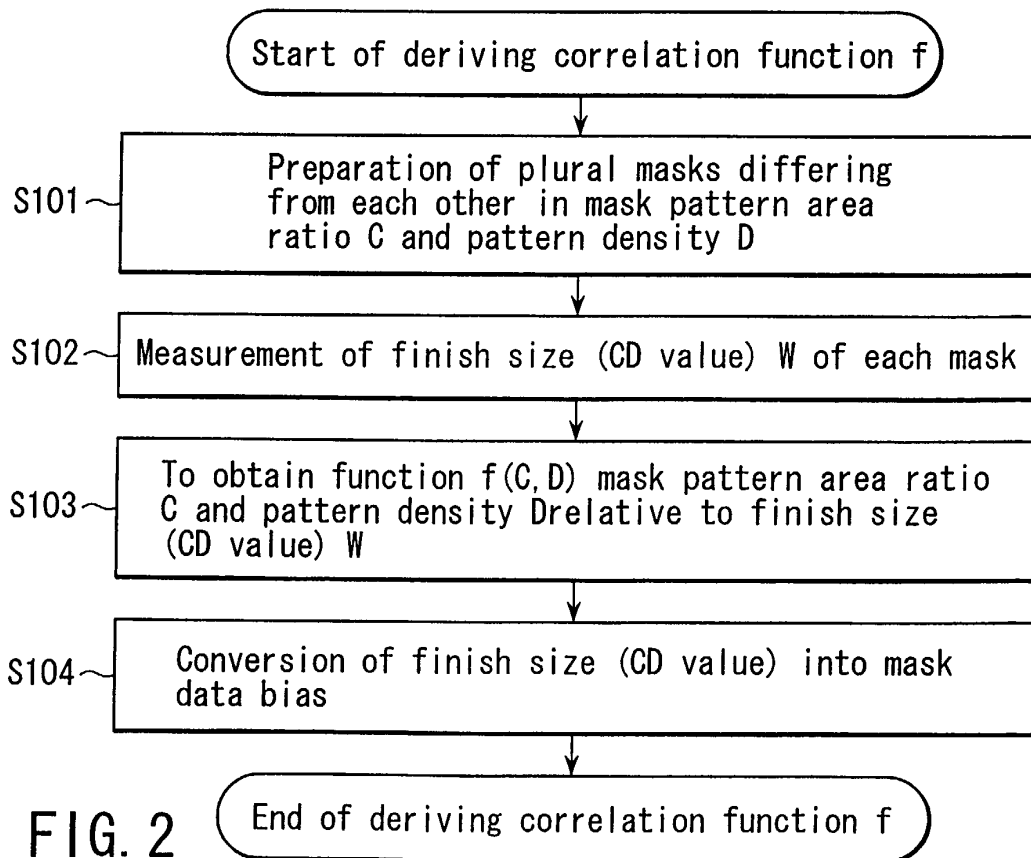 Start of deriving correlation function f
S101
Preparation of plural masks differing
from each other in mask pattern area
ratio C and pattern density D
S102
Measurement of finish size (CD value) W of each mask
S103
To obtain function f(C,D) mask pattern area ratio
C and pattern density Drelative to finish size
(CD value) W
S104
Conversion of finish size (CD value) into mask
data bias
End of deriving correlation function f
FIG. 2